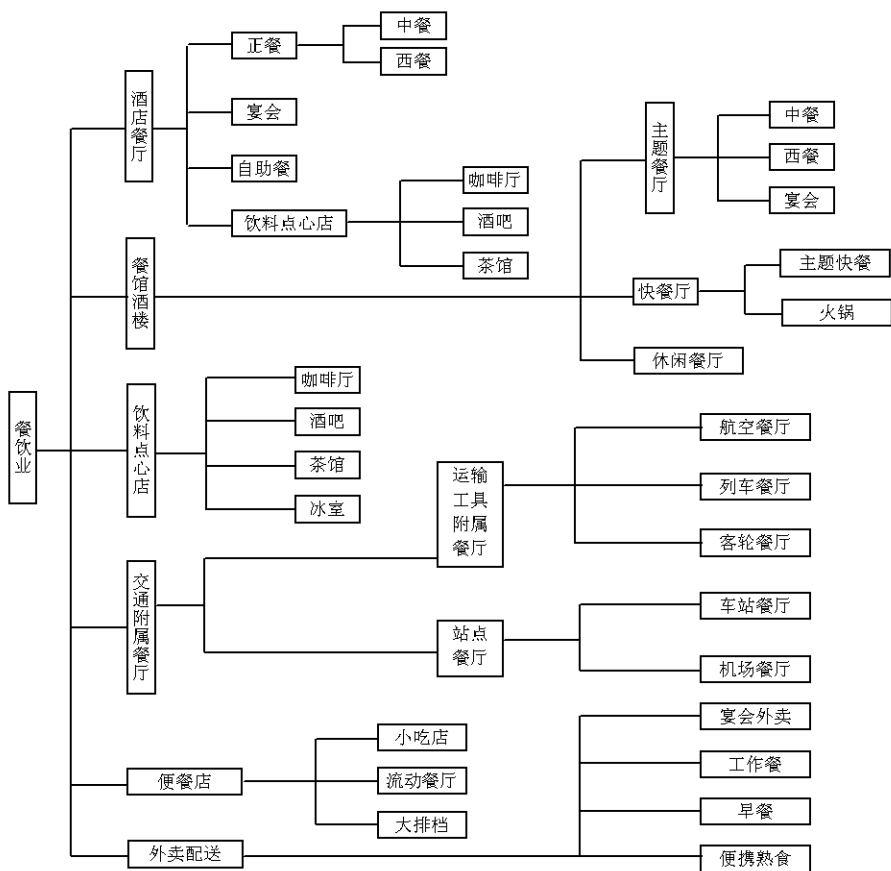 餐饮业
酒店餐厅
正餐
中餐
西餐
宴会
自助餐
饮料点心店
咖啡厅
酒吧
茶馆
餐馆酒楼
主题餐厅
中餐
西餐
宴会
快餐厅
主题快餐
火锅
休闲餐厅
饮料点心店
咖啡厅
酒吧
茶馆
冰室
交通附属餐厅
运输
工具
附属
餐厅
航空餐厅
列车餐厅
客轮餐厅
站点
餐厅
车站餐厅
机场餐厅
便餐店
小吃店
流动餐厅
大排档
外卖配送
宴会外卖
工作餐
早餐
便携熟食